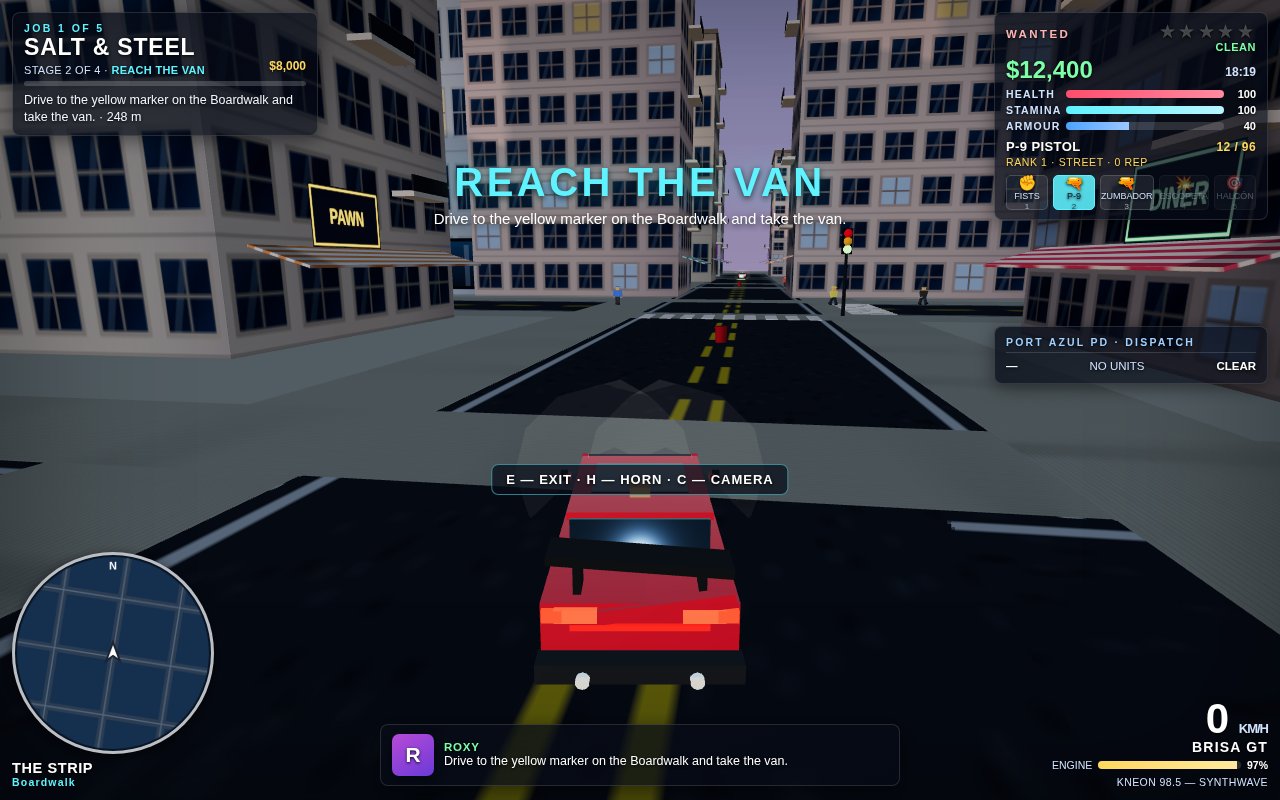 JOB 1 OF 5
SALT & STEEL
STAGE 2 OF 4 · REACH THE VAN
$8,000
Drive to the yellow marker on the Boardwalk and
take the van. · 248 m
WANTED
★★★★★
CLEAN
$12,400
18:19
HEALTH 100
STAMINA 100
ARMOUR 40
P-9 PISTOL 12 / 96
RANK 1 · STREET · 0 REP
FISTS
1
P-9
2
ZUMBADOR
3
ESCOPETA
HALCÓN
DINER
PAWN
REACH THE VAN
Drive to the yellow marker on the Boardwalk and take the van.
PORT AZUL PD · DISPATCH
— NO UNITS CLEAR
E — EXIT · H — HORN · C — CAMERA
N
THE STRIP
Boardwalk
R
ROXY
Drive to the yellow marker on the Boardwalk and take the van.
0 KM/H
BRISA GT
ENGINE 97%
KNEON 98.5 — SYNTHWAVE